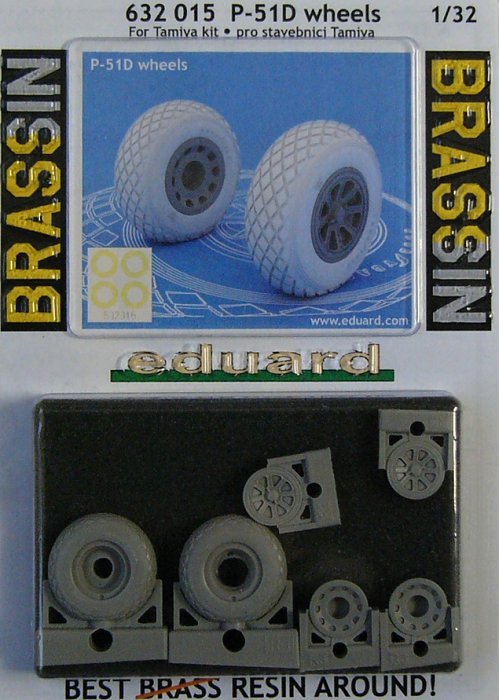 632 015 P-51D wheels 1/32
For Tamiya kit • pro stavebnici Tamiya
BRASSIN
P-51D wheels
BRASSIN
www.eduard.com
eduard
BEST BRASS RESIN AROUND!